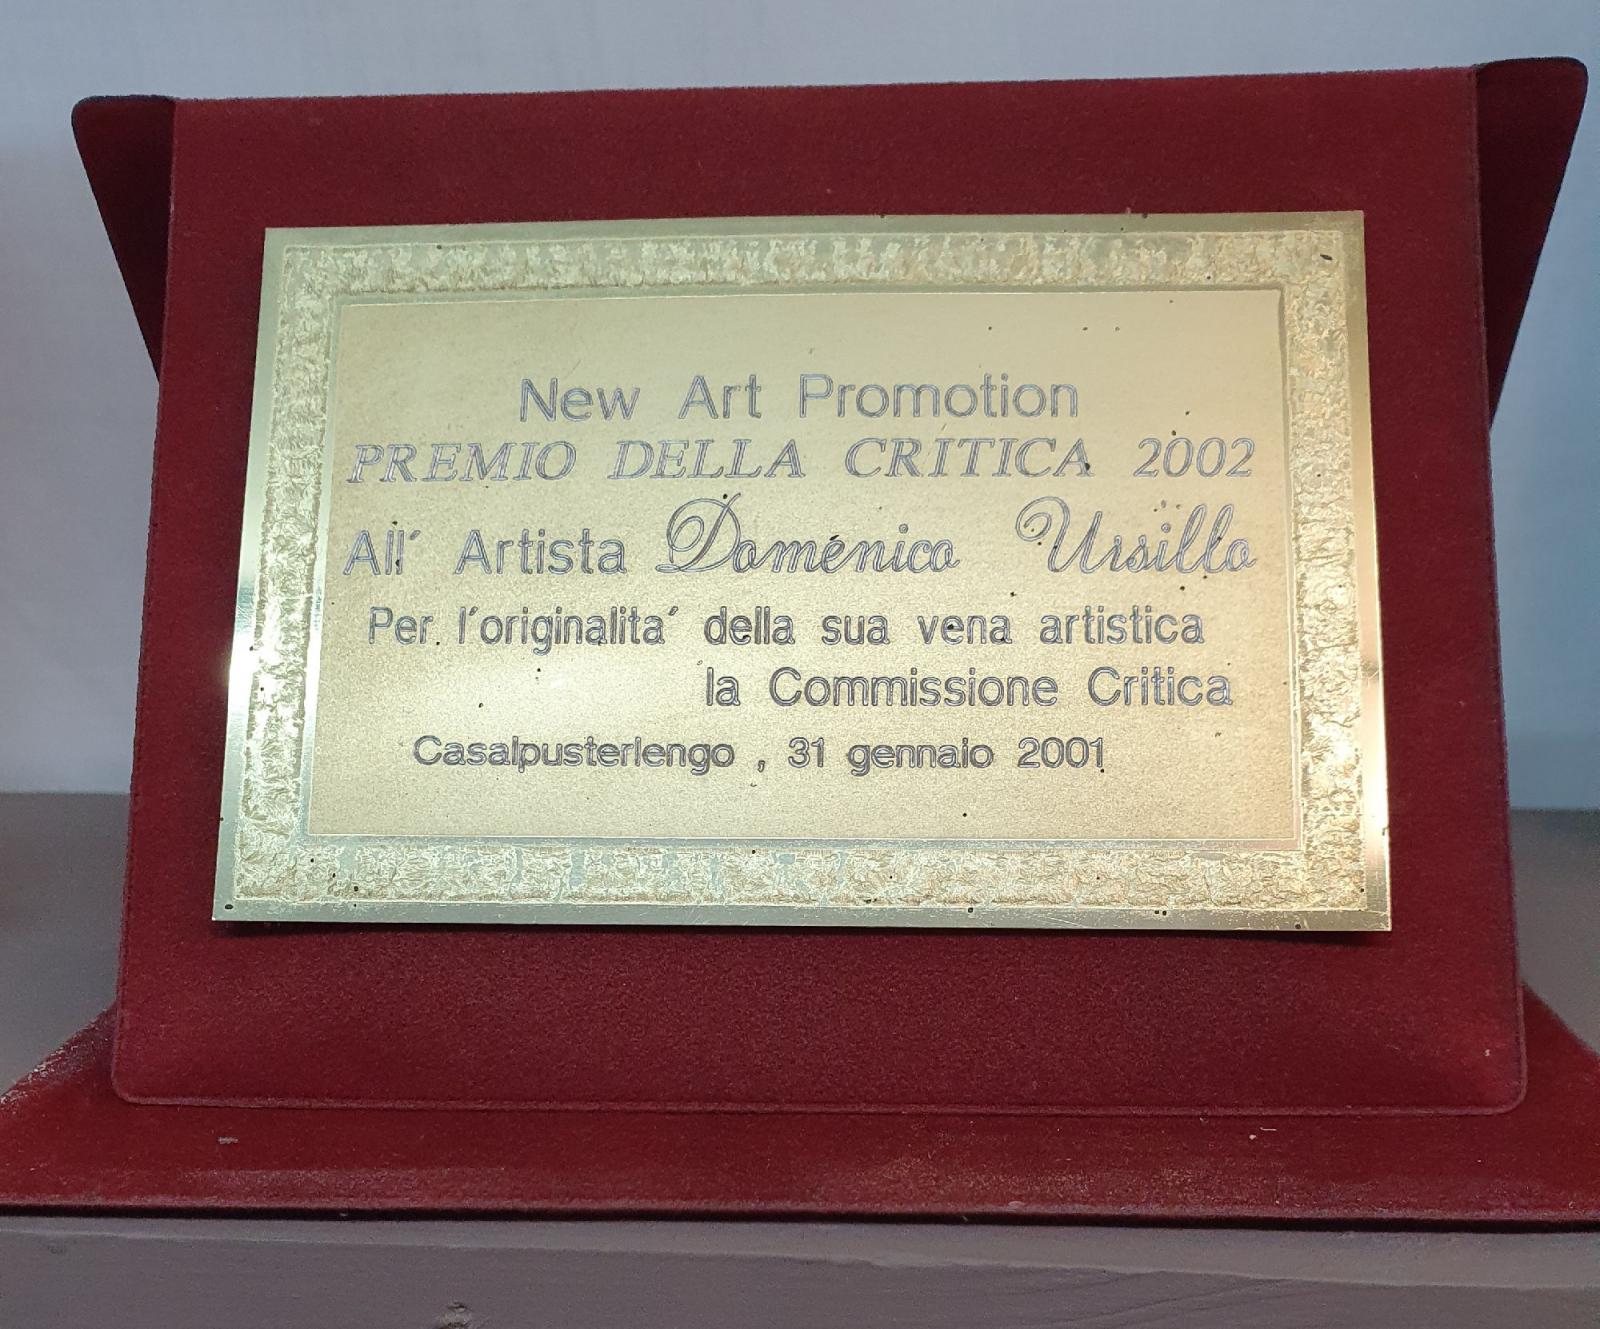 New Art Promotion
PREMIO DELLA CRITICA 2002
All´ Artista Domenico Ursillo
Per l´originalita´ della sua vena artistica
la Commissione Critica
Casalpusterlengo , 31 gennaio 2001